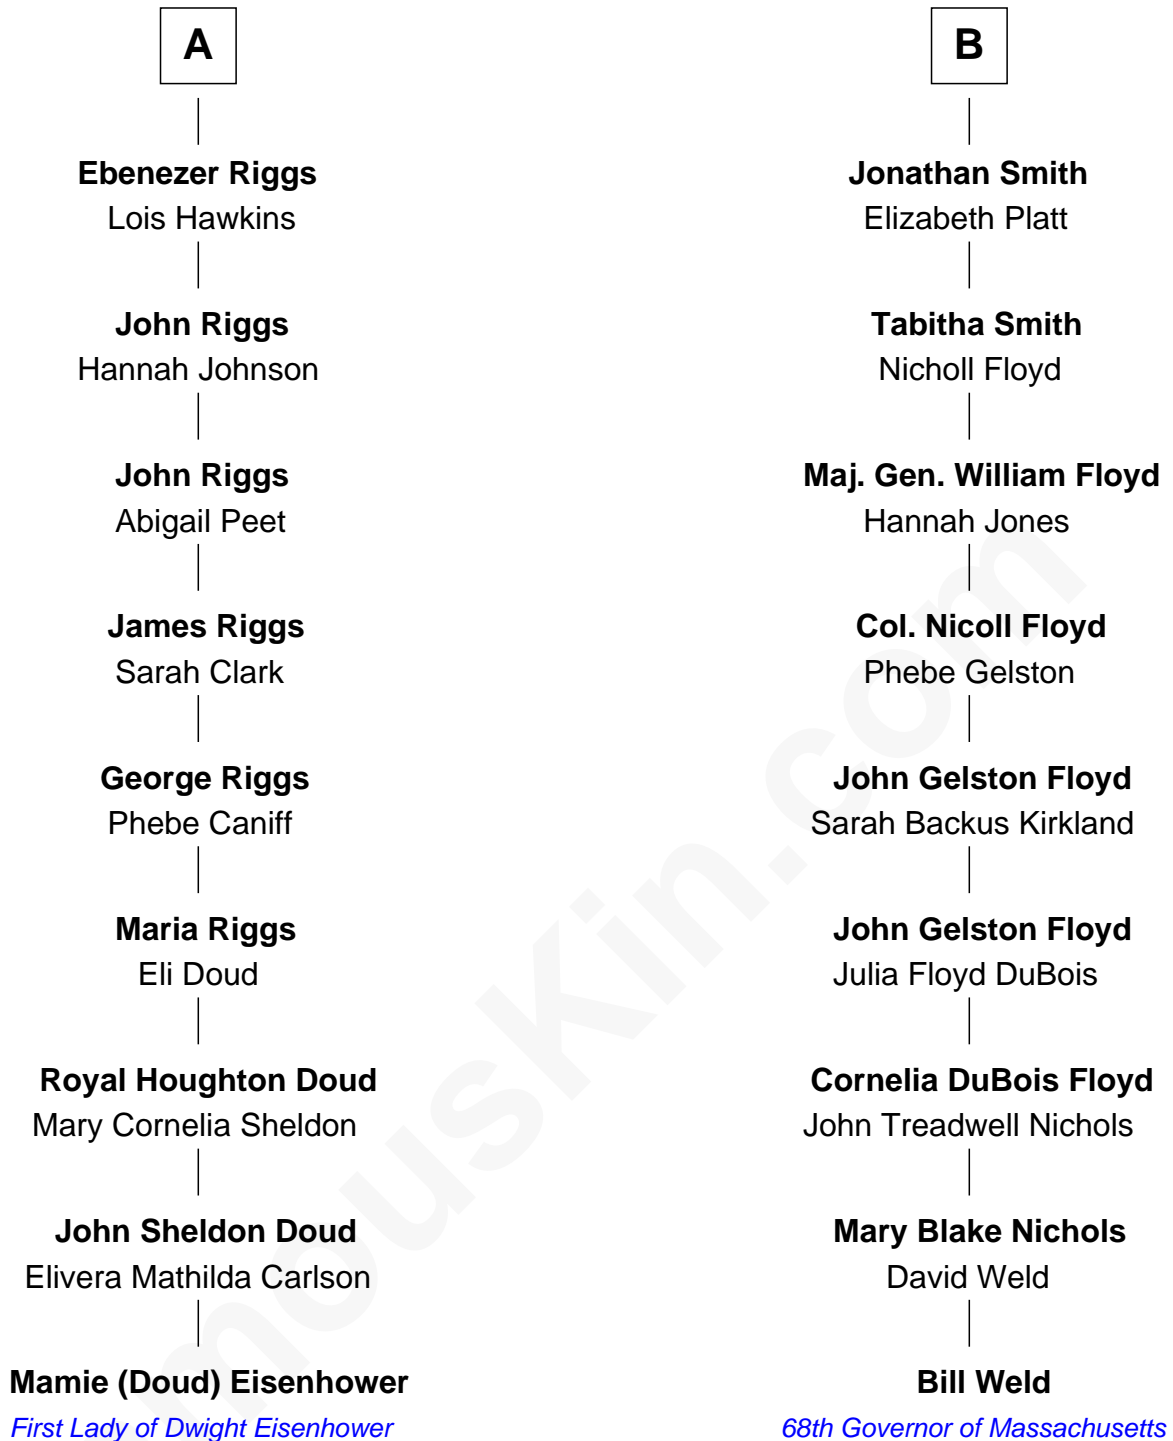 A
Ebenezer Riggs
Lois Hawkins
John Riggs
Hannah Johnson
John Riggs
Abigail Peet
James Riggs
Sarah Clark
George Riggs
Phebe Caniff
Maria Riggs
Eli Doud
Royal Houghton Doud
Mary Cornelia Sheldon
John Sheldon Doud
Elivera Mathilda Carlson
Mamie (Doud) Eisenhower
First Lady of Dwight Eisenhower
B
Jonathan Smith
Elizabeth Platt
Tabitha Smith
Nicholl Floyd
Maj. Gen. William Floyd
Hannah Jones
Col. Nicoll Floyd
Phebe Gelston
John Gelston Floyd
Sarah Backus Kirkland
John Gelston Floyd
Julia Floyd DuBois
Cornelia DuBois Floyd
John Treadwell Nichols
Mary Blake Nichols
David Weld
Bill Weld
68th Governor of Massachusetts
mouskin.com